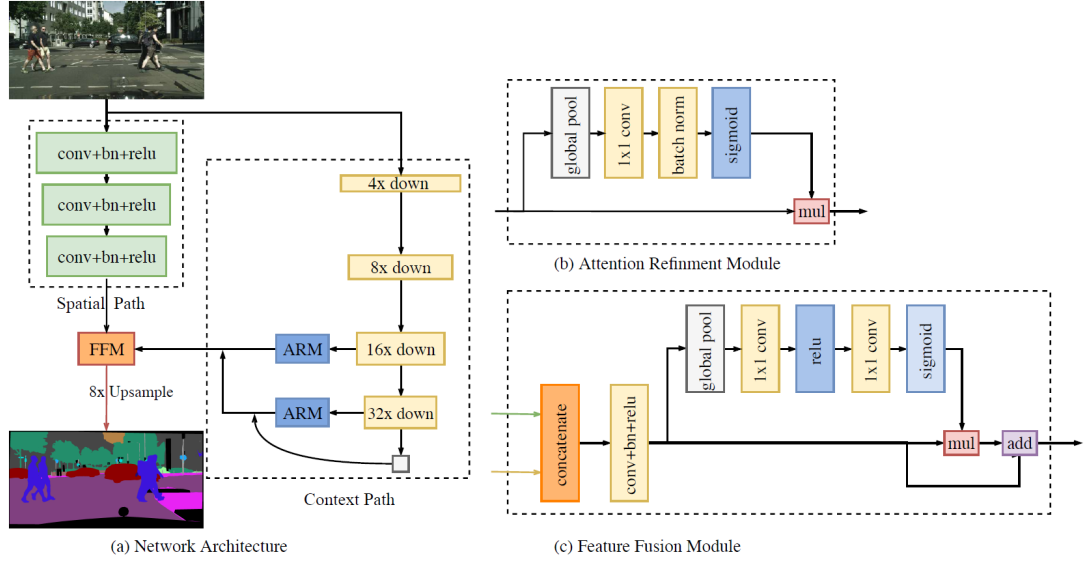 conv+bn+relu
conv+bn+relu
conv+bn+relu
Spatial Path
FFM
8x Upsample
4x down
8x down
16x down
ARM
32x down
ARM
Context Path
(a) Network Architecture
global pool
1x1 conv
batch norm
sigmoid
mul
(b) Attention Refinment Module
concatenate
conv+bn+relu
global pool
1x1 conv
relu
1x1 conv
sigmoid
mul
add
(c) Feature Fusion Module